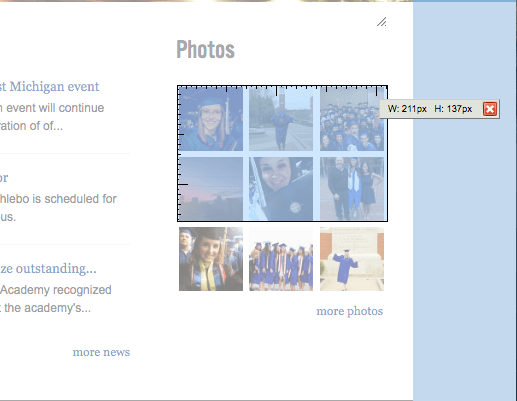 Photos
st Michigan event
n event will continue
ration of of...
or
hlebo is scheduled for
us.
ze outstanding...
Academy recognized
t the academy's...
more news
W: 211px H: 137px
more photos